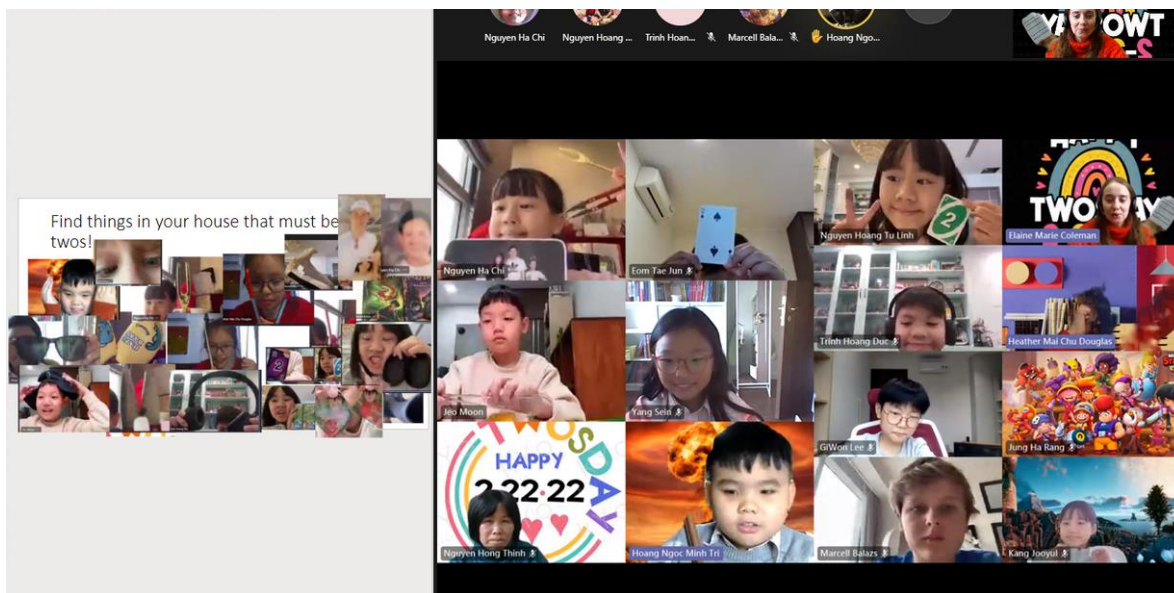 Find things in your house that must be
twos!
Nguyen Ha Chi
Nguyen Hoang ...
Trinh Hoan...
Marcell Bala...
Hoang Ngo...
Nguyen Ha Chi
Eom Tae Jun
Nguyen Hoang Tu Linh
2
TWO
AY
Elaine Marie Coleman
Jeo Moon
Yang Sein
Trinh Hoang Duc
Heather Mai Chu Douglas
GiWon Lee
Jung Ha Rang
TWOSDAY
HAPPY
2·22·22
Nguyen Hong Thinh
Hoang Ngoc Minh Tri
Marcell Balazs
Kang Jooyul